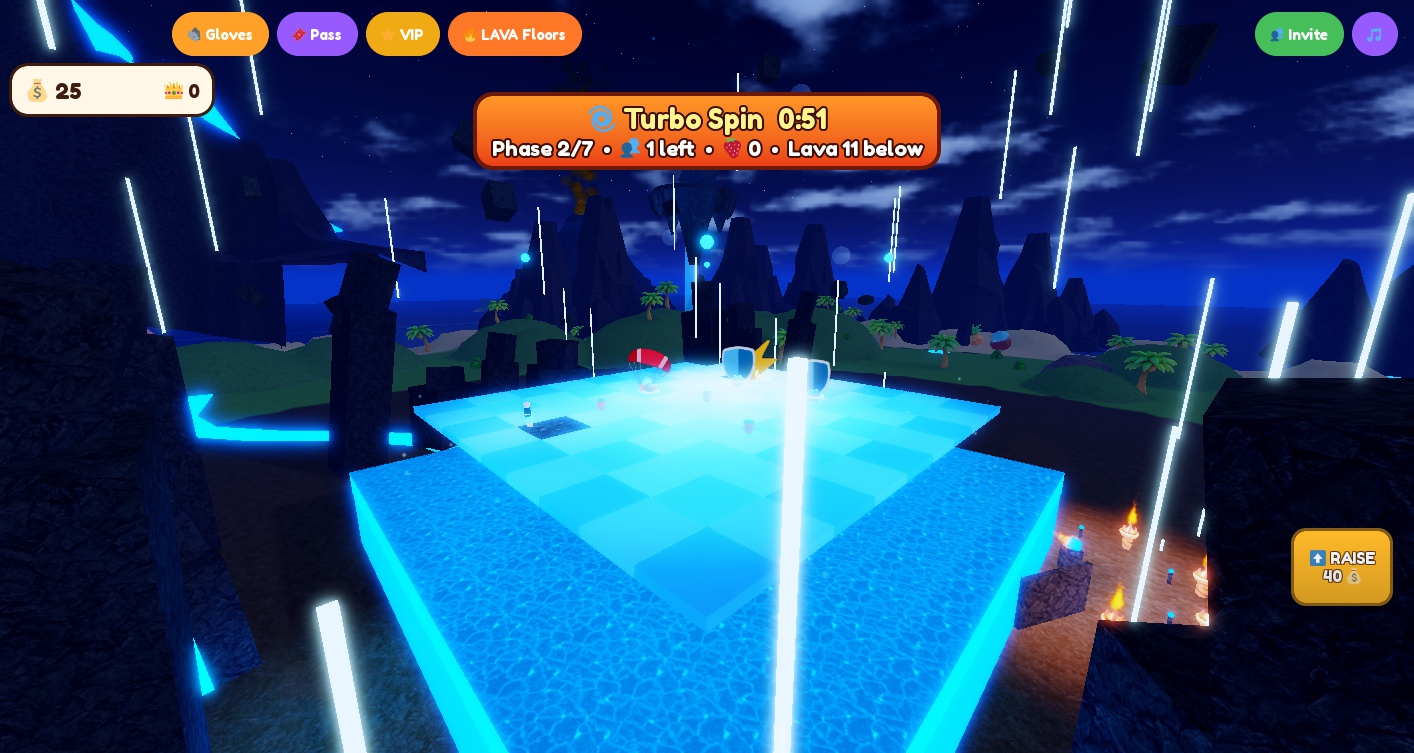 Gloves
Pass
VIP
LAVA Floors
Invite
25
0
Turbo Spin 0:51
Phase 2/7 • 1 left • 0 • Lava 11 below
RAISE
40